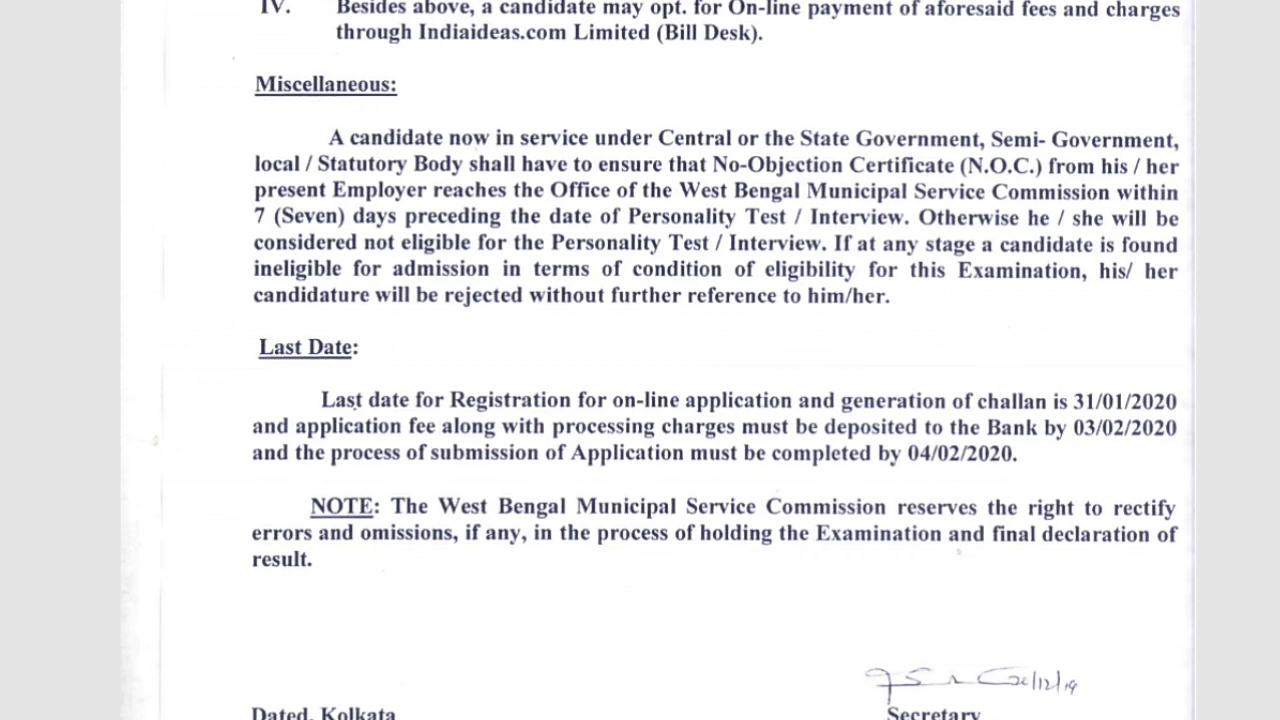 IV. Besides above, a candidate may opt. for On-line payment of aforesaid fees and charges
through Indiaideas.com Limited (Bill Desk).
Miscellaneous:
A candidate now in service under Central or the State Government, Semi- Government,
local / Statutory Body shall have to ensure that No-Objection Certificate (N.O.C.) from his / her
present Employer reaches the Office of the West Bengal Municipal Service Commission within
7 (Seven) days preceding the date of Personality Test / Interview. Otherwise he / she will be
considered not eligible for the Personality Test / Interview. If at any stage a candidate is found
ineligible for admission in terms of condition of eligibility for this Examination, his/ her
candidature will be rejected without further reference to him/her.
Last Date:
Last date for Registration for on-line application and generation of challan is 31/01/2020
and application fee along with processing charges must be deposited to the Bank by 03/02/2020
and the process of submission of Application must be completed by 04/02/2020.
NOTE: The West Bengal Municipal Service Commission reserves the right to rectify
errors and omissions, if any, in the process of holding the Examination and final declaration of
result.
Dated, Kolkata Secretary